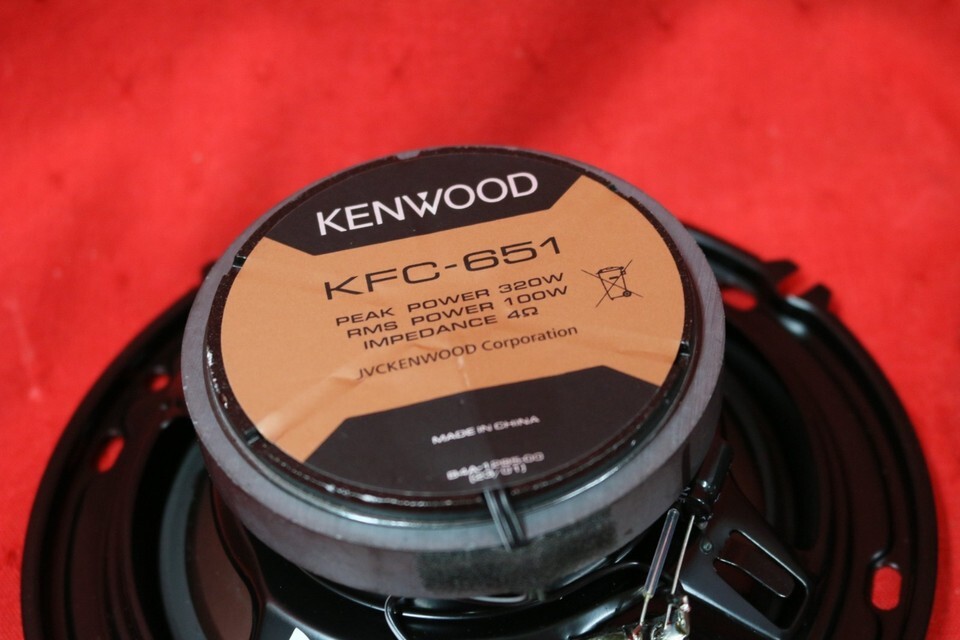 KENWOOD
KFC-651
PEAK POWER 320W
RMS POWER 100W
IMPEDANCE 4Ω
JVCKENWOOD Corporation
MADE IN CHINA